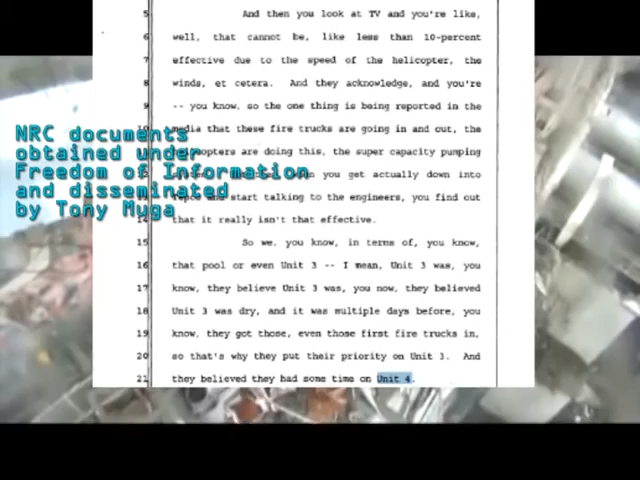 5 And then you look at TV and you're like,
6 well, that cannot be, like less than 10-percent
7 effective due to the speed of the helicopter, the
8 winds, et cetera. And they acknowledge, and you're
9 -- you know, so the one thing is being reported in the
media that these fire trucks are going in and out, the
are doing this, the super capacity pumping
you get actually down into
and start talking to the engineers, you find out
that it really isn't that effective.
15 So we, you know, in terms of, you know,
16 that pool or even Unit 3 -- I mean, Unit 3 was, you
17 know, they believe Unit 3 was, you now, they believed
18 Unit 3 was dry, and it was multiple days before, you
19 know, they got those, even those first fire trucks in,
20 so that's why they put their priority on Unit 3. And
21 they believed they had some time on Unit 4.
NRC documents
obtained under
Freedom of Information
and disseminated
by Tony Muga